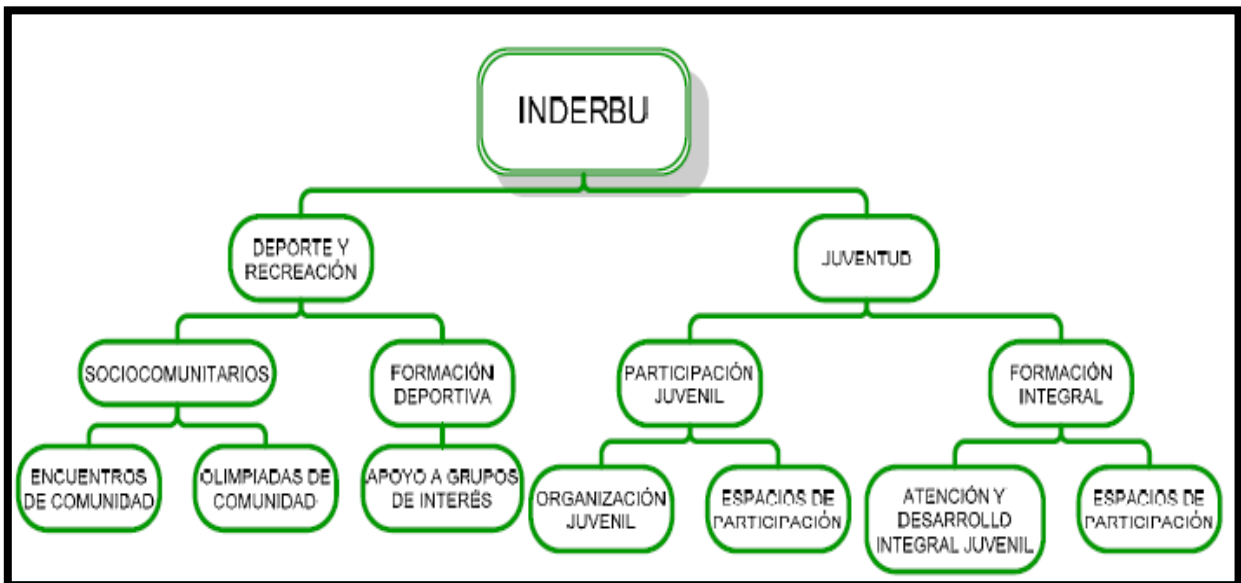 INDERBU
DEPORTE Y
RECREACIÓN
JUVENTUD
SOCIOCOMUNITARIOS
FORMACIÓN
DEPORTIVA
PARTICIPACIÓN
JUVENIL
FORMACIÓN
INTEGRAL
ENCUENTROS
DE COMUNIDAD
OLIMPIADAS DE
COMUNIDAD
APOYO A GRUPOS
DE INTERÉS
ORGANIZACIÓN
JUVENIL
ESPACIOS DE
PARTICIPACIÓN
ATENCIÓN Y
DESARROLLO
INTEGRAL JUVENIL
ESPACIOS DE
PARTICIPACIÓN